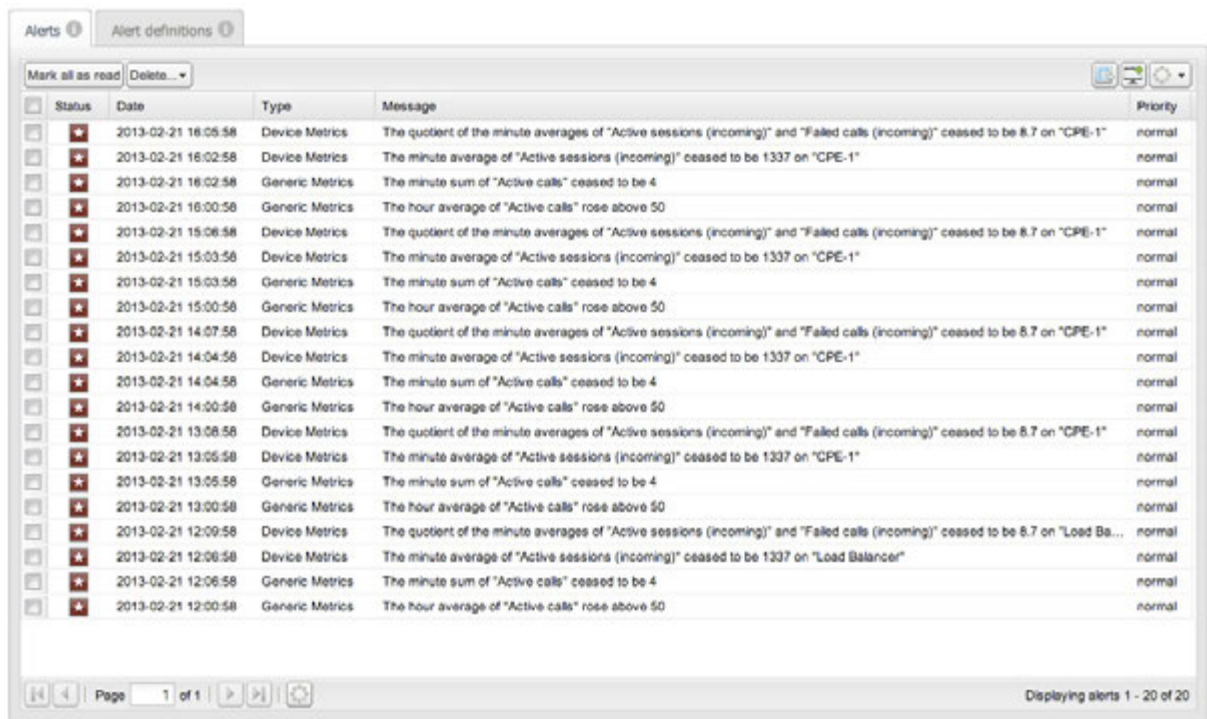 Alerts Alert definitions
Mark all as read Delete...
Status Date Type Message Priority
2013-02-21 16:05:58 Device Metrics The quotient of the minute averages of "Active sessions (incoming)" and "Failed calls (incoming)" ceased to be 8.7 on "CPE-1" normal
2013-02-21 16:02:58 Device Metrics The minute average of "Active sessions (incoming)" ceased to be 1337 on "CPE-1" normal
2013-02-21 16:02:58 Generic Metrics The minute sum of "Active calls" ceased to be 4 normal
2013-02-21 16:00:58 Generic Metrics The hour average of "Active calls" rose above 50 normal
2013-02-21 15:06:58 Device Metrics The quotient of the minute averages of "Active sessions (incoming)" and "Failed calls (incoming)" ceased to be 8.7 on "CPE-1" normal
2013-02-21 15:03:58 Device Metrics The minute average of "Active sessions (incoming)" ceased to be 1337 on "CPE-1" normal
2013-02-21 15:03:58 Generic Metrics The minute sum of "Active calls" ceased to be 4 normal
2013-02-21 15:00:58 Generic Metrics The hour average of "Active calls" rose above 50 normal
2013-02-21 14:07:58 Device Metrics The quotient of the minute averages of "Active sessions (incoming)" and "Failed calls (incoming)" ceased to be 8.7 on "CPE-1" normal
2013-02-21 14:04:58 Device Metrics The minute average of "Active sessions (incoming)" ceased to be 1337 on "CPE-1" normal
2013-02-21 14:04:58 Generic Metrics The minute sum of "Active calls" ceased to be 4 normal
2013-02-21 14:00:58 Generic Metrics The hour average of "Active calls" rose above 50 normal
2013-02-21 13:08:58 Device Metrics The quotient of the minute averages of "Active sessions (incoming)" and "Failed calls (incoming)" ceased to be 8.7 on "CPE-1" normal
2013-02-21 13:05:58 Device Metrics The minute average of "Active sessions (incoming)" ceased to be 1337 on "CPE-1" normal
2013-02-21 13:05:58 Generic Metrics The minute sum of "Active calls" ceased to be 4 normal
2013-02-21 13:00:58 Generic Metrics The hour average of "Active calls" rose above 50 normal
2013-02-21 12:09:58 Device Metrics The quotient of the minute averages of "Active sessions (incoming)" and "Failed calls (incoming)" ceased to be 8.7 on "Load Ba... normal
2013-02-21 12:06:58 Device Metrics The minute average of "Active sessions (incoming)" ceased to be 1337 on "Load Balancer" normal
2013-02-21 12:06:58 Generic Metrics The minute sum of "Active calls" ceased to be 4 normal
2013-02-21 12:00:58 Generic Metrics The hour average of "Active calls" rose above 50 normal
Page 1 of 1 Displaying alerts 1 - 20 of 20